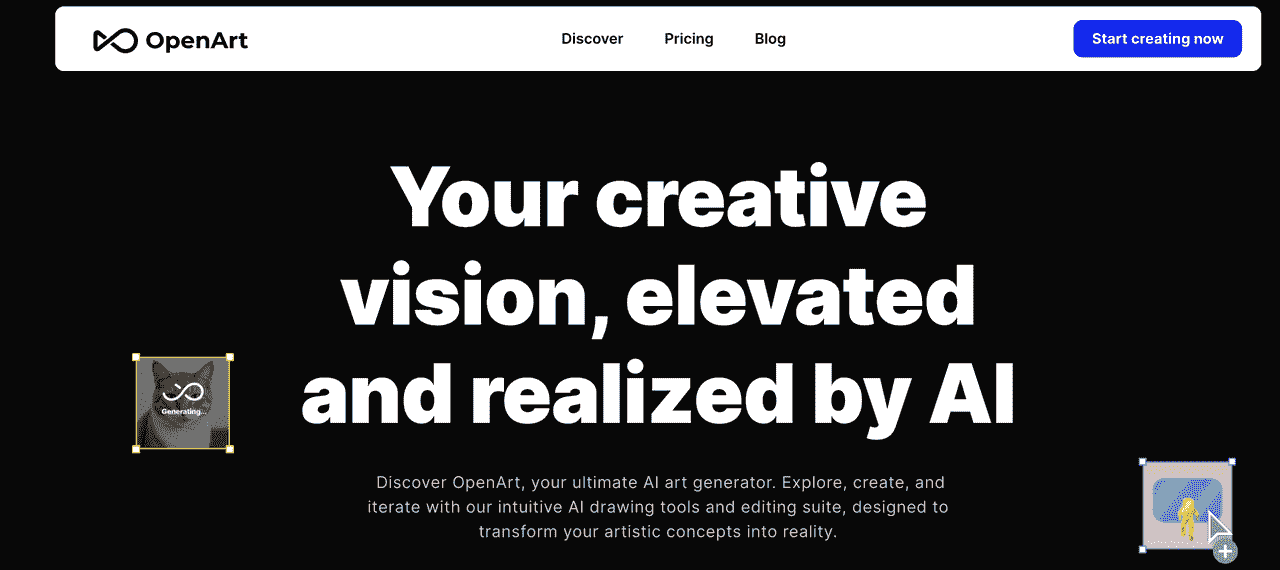 OpenArt
Discover
Pricing
Blog
Start creating now
Your creative
vision, elevated
and realized by AI
Generating...
Discover OpenArt, your ultimate AI art generator. Explore, create, and
iterate with our intuitive AI drawing tools and editing suite, designed to
transform your artistic concepts into reality.